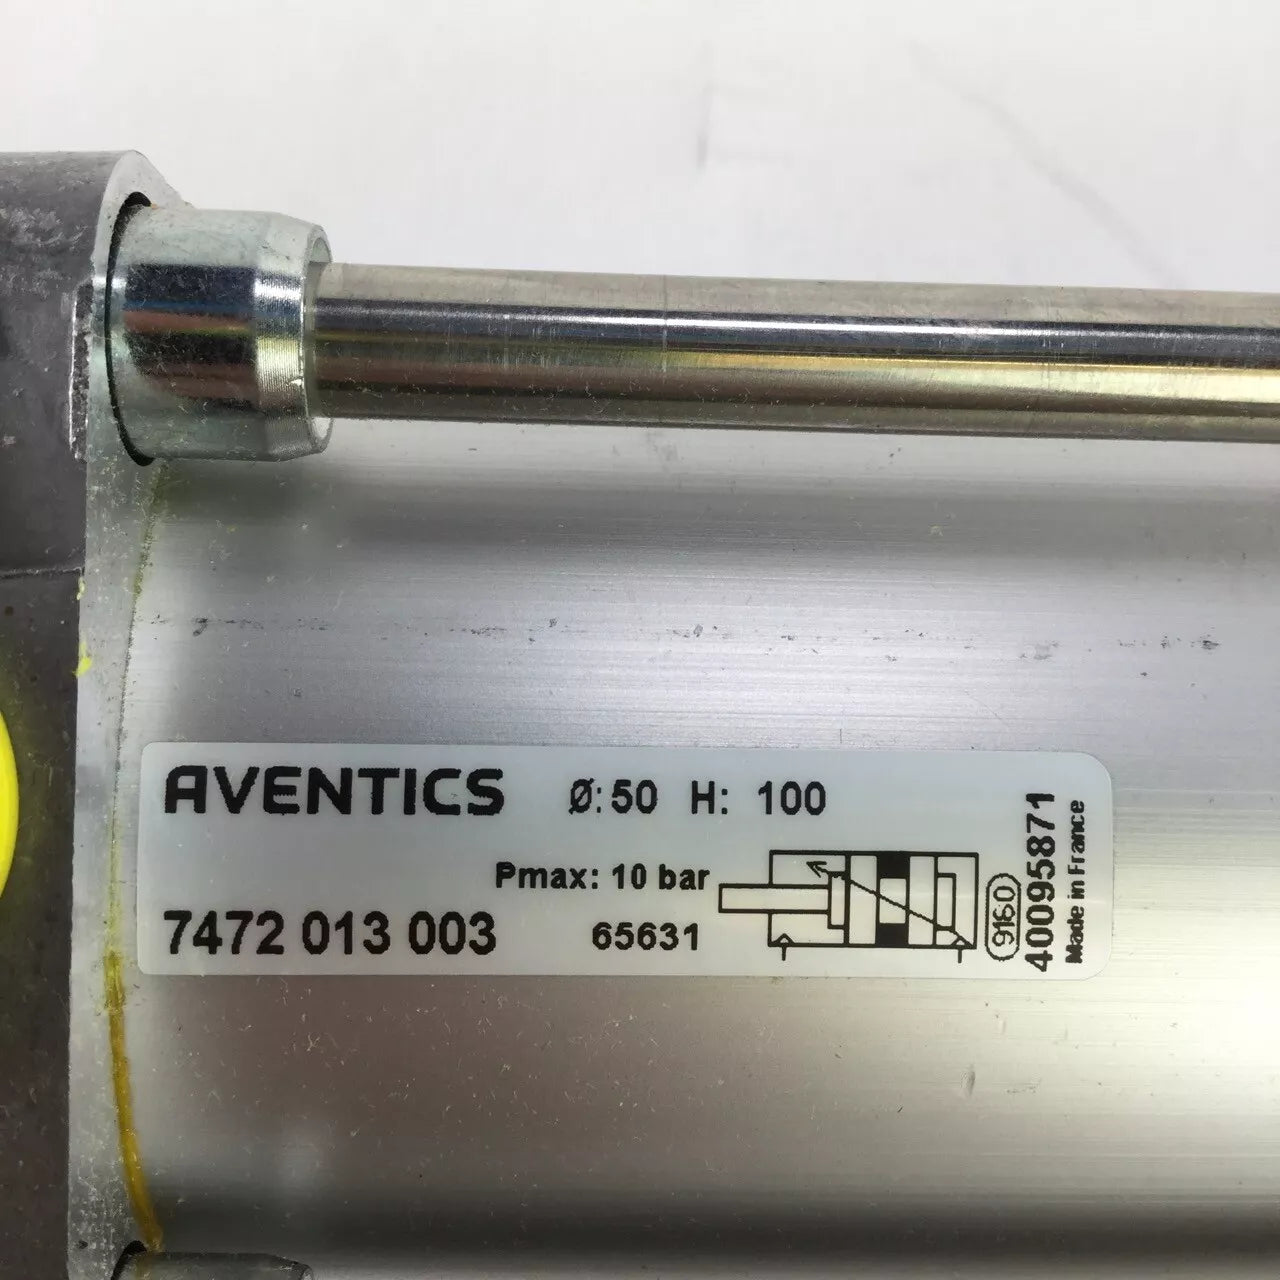 AVENTICS Ø:50 H: 100
Pmax: 10 bar
7472 013 003 65631
9160
40095871
Made in France